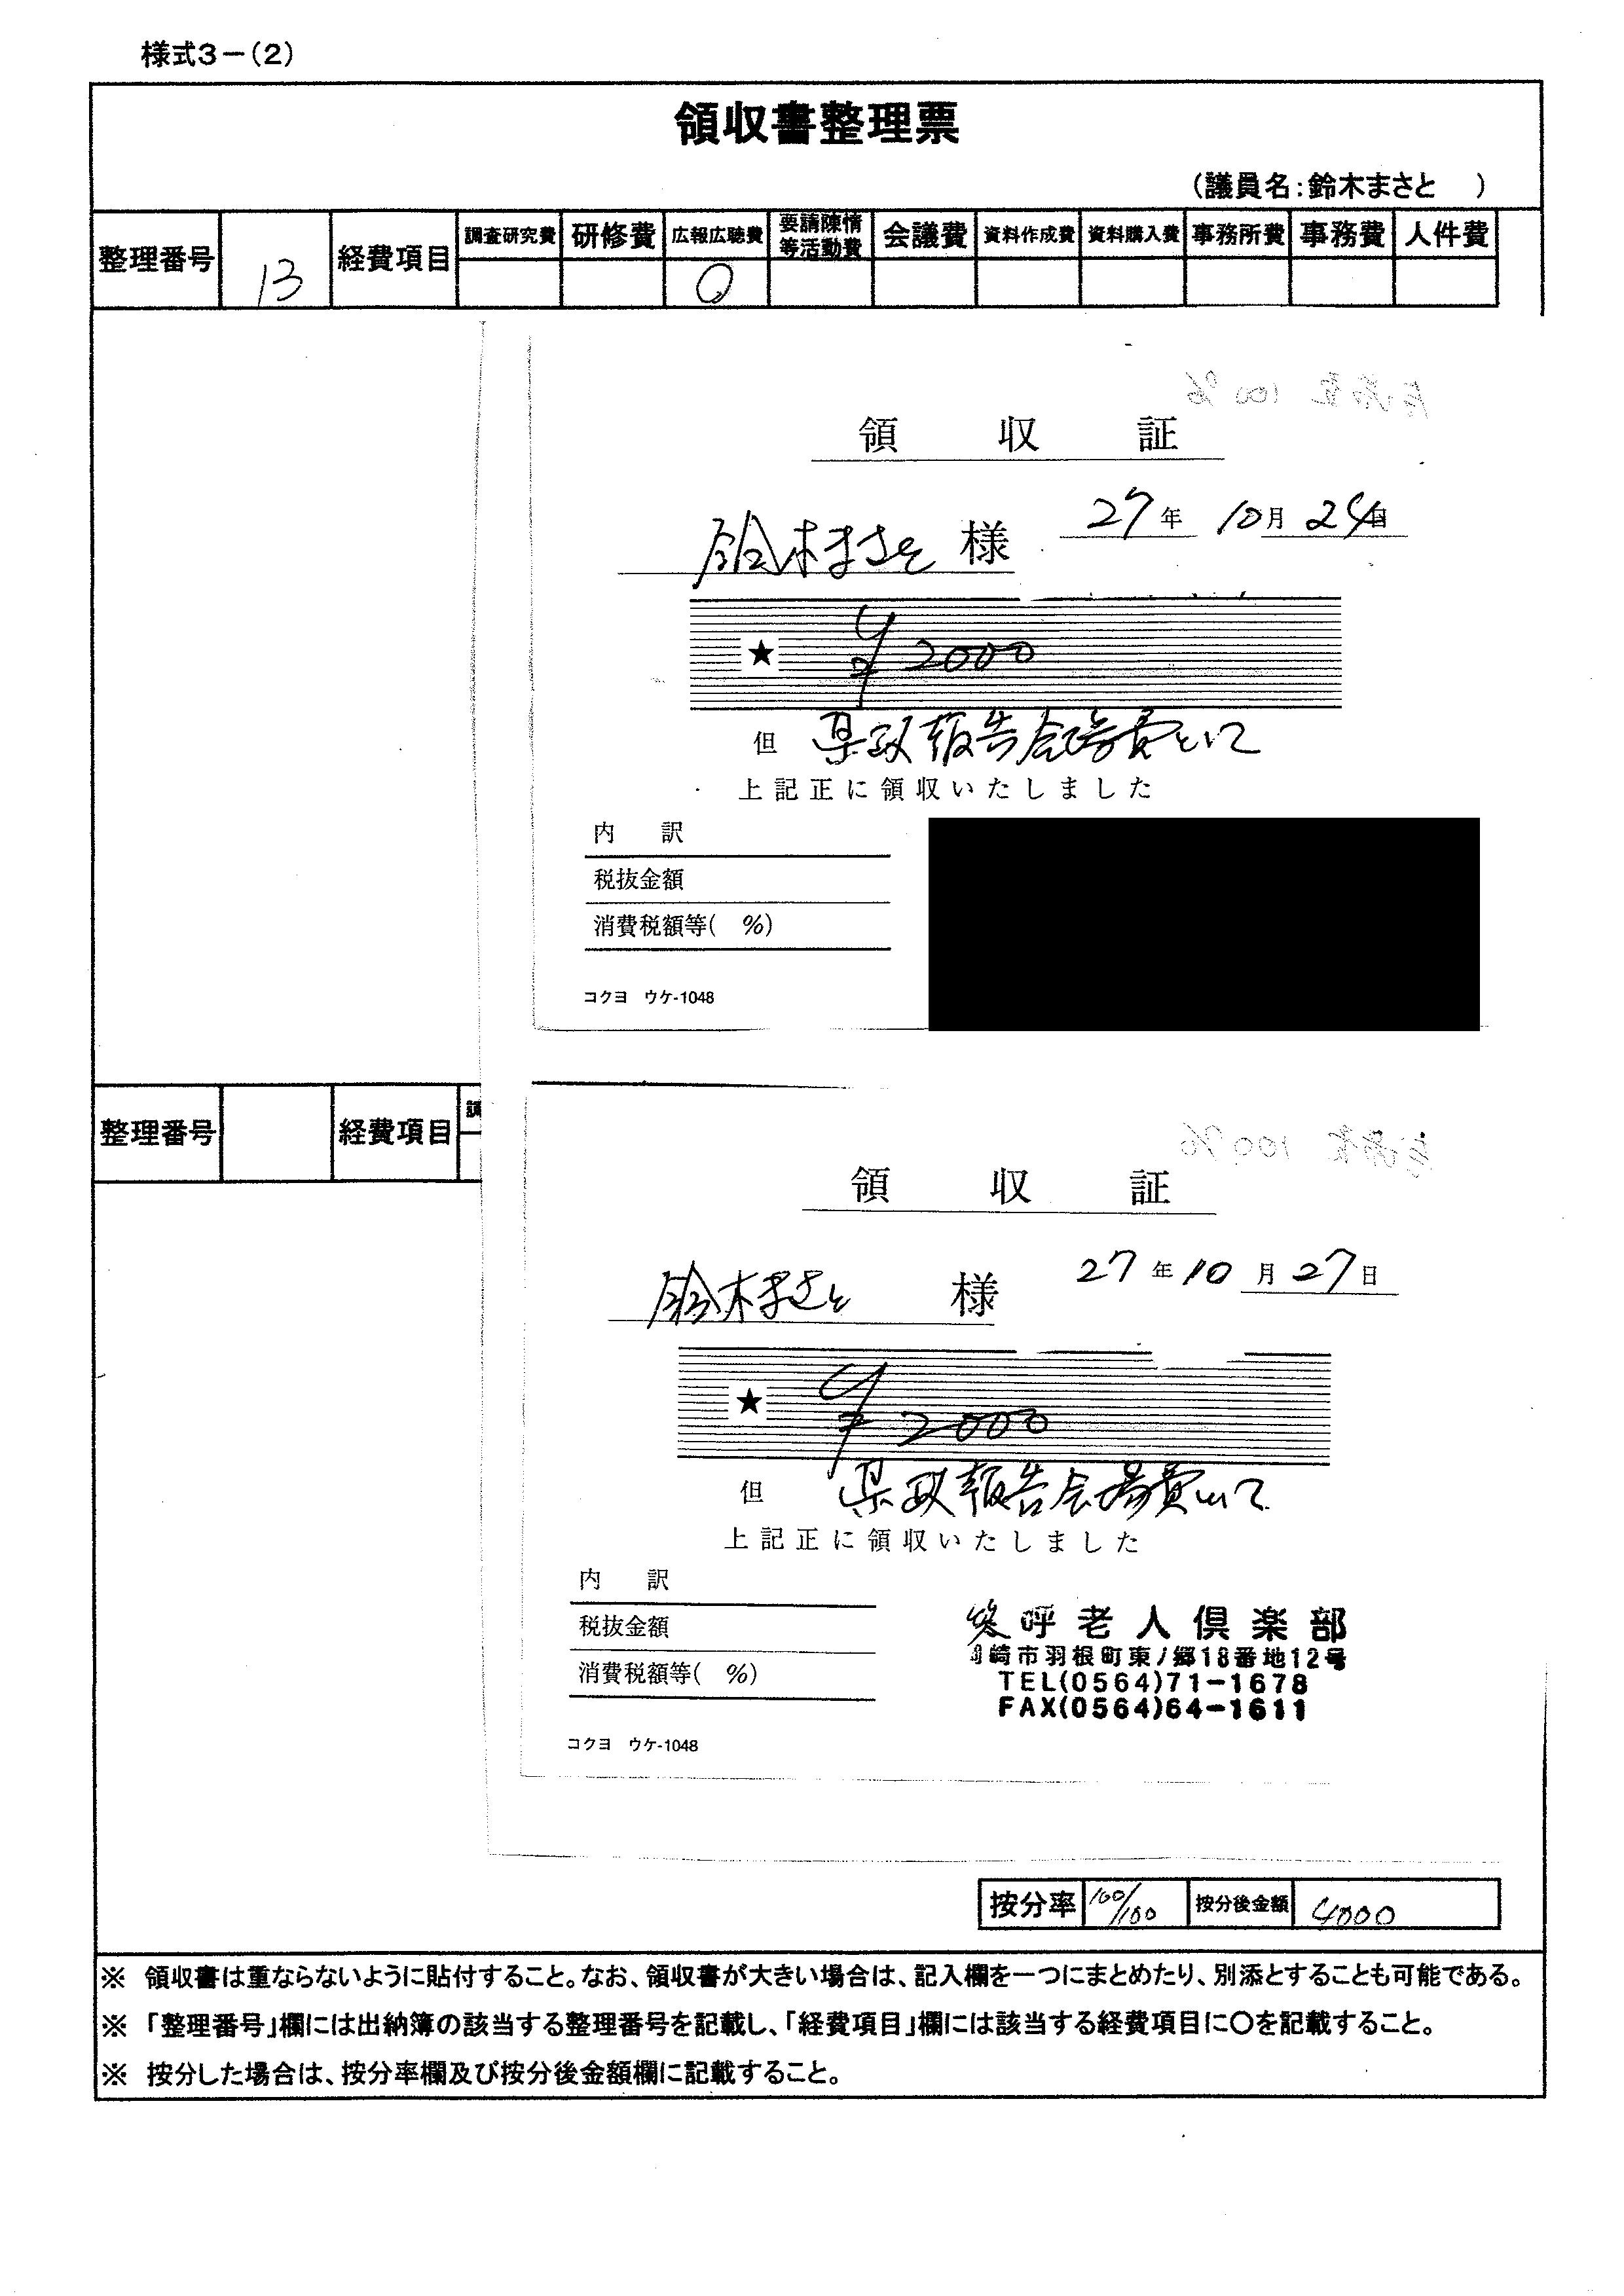 様式3－(2)
領収書整理票
(議員名:鈴木まさと　)
整理番号 13 経費項目 調査研究費 研修費 広報広聴費 要請陳情等活動費 会議費 資料作成費 資料購入費 事務所費 事務費 人件費
○
100%
領収証
27年10月24日
鈴木まさと 様
★ ¥2000
但 県政報告会場費として
上記正に領収いたしました
内訳
税抜金額
消費税額等(　%)
コクヨ ウケ-1048
整理番号 経費項目
100%
領収証
27年10月27日
鈴木まさと 様
★ ¥2000
但 県政報告会場費として
上記正に領収いたしました
内訳
税抜金額
消費税額等(　%)
呼老人倶楽部
崎市羽根町東ノ郷18番地12号
TEL(0564)71-1678
FAX(0564)64-1611
コクヨ ウケ-1048
按分率 100/100 按分後金額 4000
※ 領収書は重ならないように貼付すること。なお、領収書が大きい場合は、記入欄を一つにまとめたり、別添とすることも可能である。
※ 「整理番号」欄には出納簿の該当する整理番号を記載し、「経費項目」欄には該当する経費項目に○を記載すること。
※ 按分した場合は、按分率欄及び按分後金額欄に記載すること。